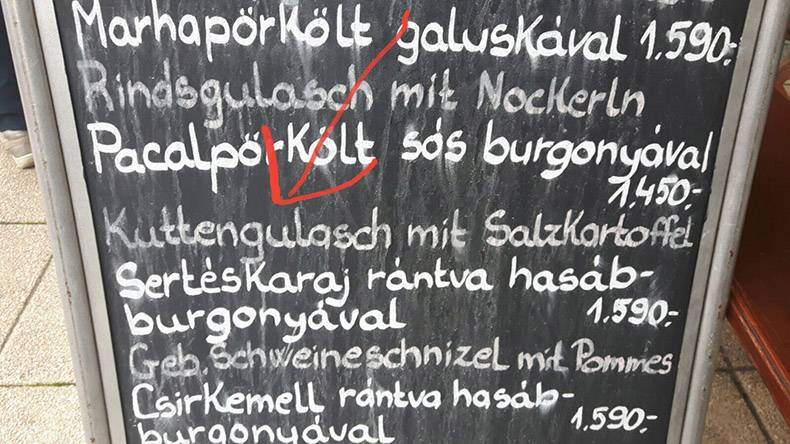 Marhapörkölt galuskával 1.590.-
Rindsgulasch mit Nockerln
Pacalpörkölt sós burgonyával
1.450.-
Kuttengulasch mit Salzkartoffel
Sertéskaraj rántva hasáb-
burgonyával 1.590.-
Geb. Schweineschnizel mit Pommes
Csirkemell rántva hasáb-
burgonyával 1.590.-